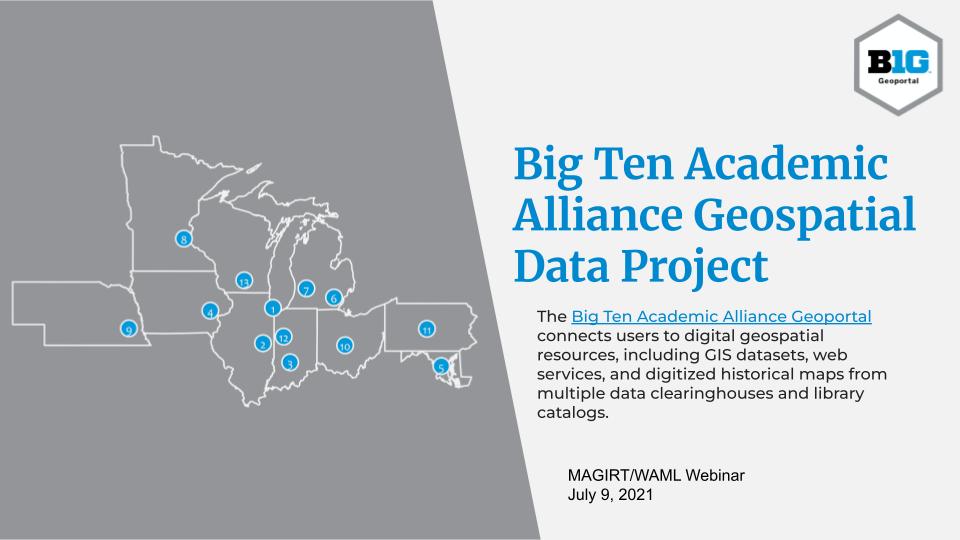 B1G
Geoportal
Big Ten Academic
Alliance Geospatial
Data Project
The Big Ten Academic Alliance Geoportal
connects users to digital geospatial
resources, including GIS datasets, web
services, and digitized historical maps from
multiple data clearinghouses and library
catalogs.
MAGIRT/WAML Webinar
July 9, 2021
8
13
7
6
1
4
9
11
12
2
10
3
5